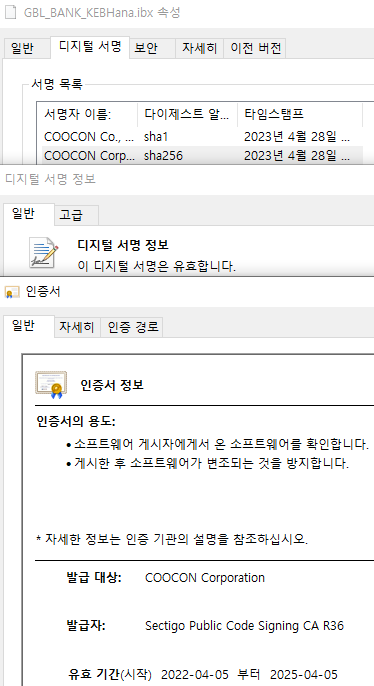 GBL_BANK_KEBHana.ibx 속성
일반 디지털 서명 보안 자세히 이전 버전
서명 목록
서명자 이름: 다이제스트 알... 타임스탬프
COOCON Co., ... sha1 2023년 4월 28일 ...
COOCON Corp... sha256 2023년 4월 28일 ...
디지털 서명 정보
일반 고급
디지털 서명 정보
이 디지털 서명은 유효합니다.
인증서
일반 자세히 인증 경로
인증서 정보
인증서의 용도:
• 소프트웨어 게시자에게서 온 소프트웨어를 확인합니다.
• 게시한 후 소프트웨어가 변조되는 것을 방지합니다.
* 자세한 정보는 인증 기관의 설명을 참조하십시오.
발급 대상: COOCON Corporation
발급자: Sectigo Public Code Signing CA R36
유효 기간(시작) 2022-04-05 부터 2025-04-05